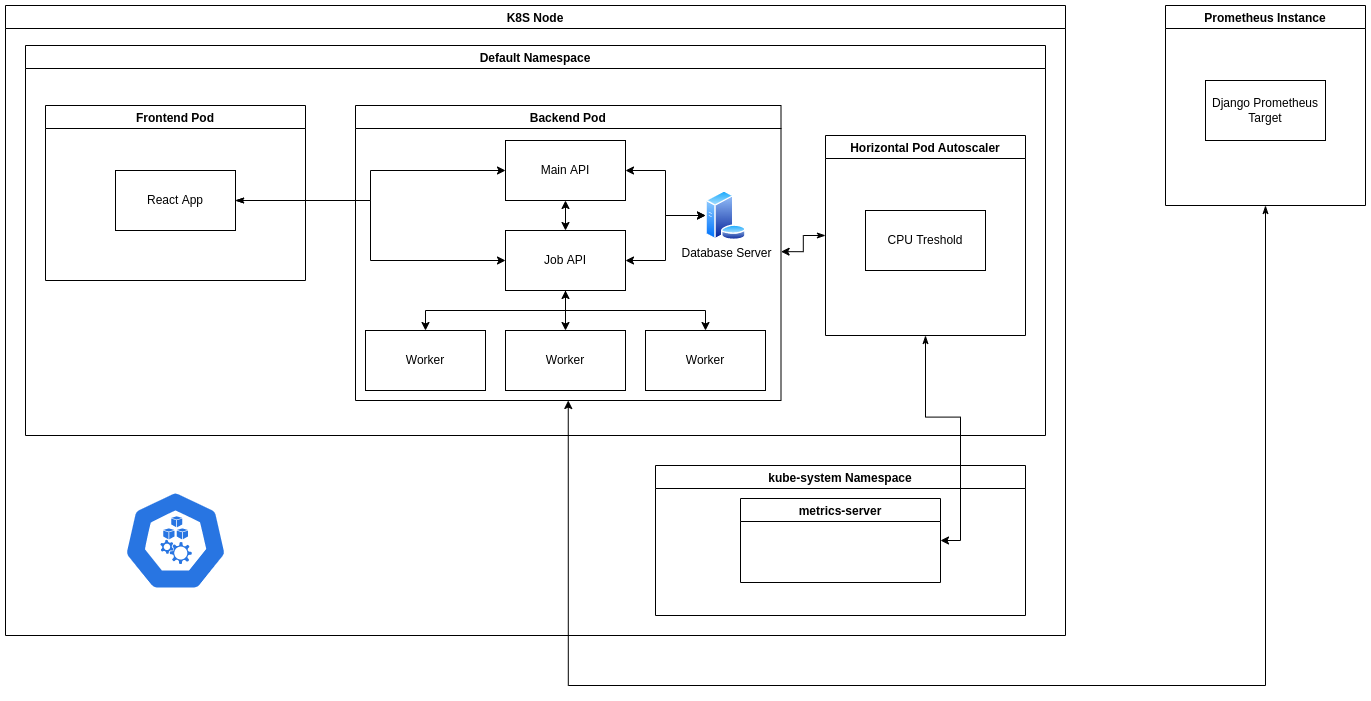 K8S Node
Prometheus Instance
Default Namespace
Django Prometheus
Target
Frontend Pod
Backend Pod
Horizontal Pod Autoscaler
Main API
React App
CPU Treshold
Database Server
Job API
Worker
Worker
Worker
kube-system Namespace
metrics-server